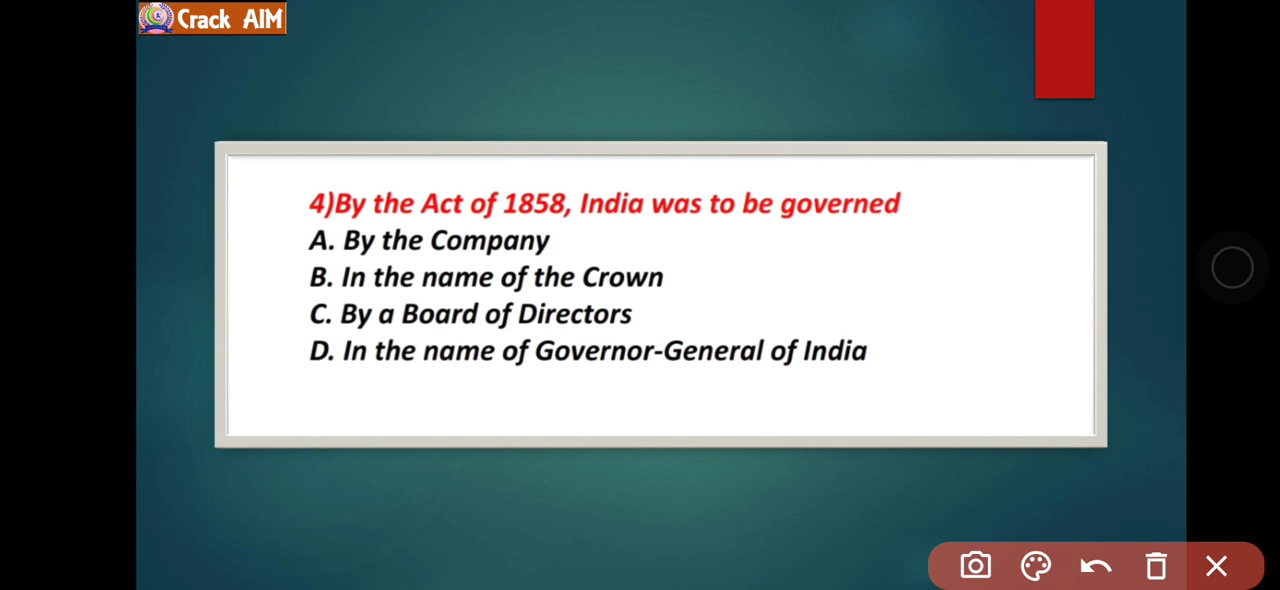 Crack AIM
4)By the Act of 1858, India was to be governed
A. By the Company
B. In the name of the Crown
C. By a Board of Directors
D. In the name of Governor-General of India